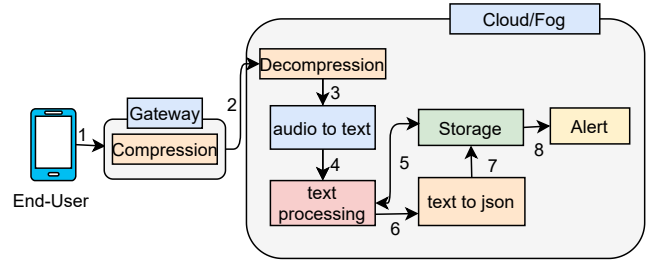 Cloud/Fog
Decompression
2
3
Gateway
1
Compression
audio to text
Storage
Alert
8
4
5
7
End-User
text
processing
text to json
6